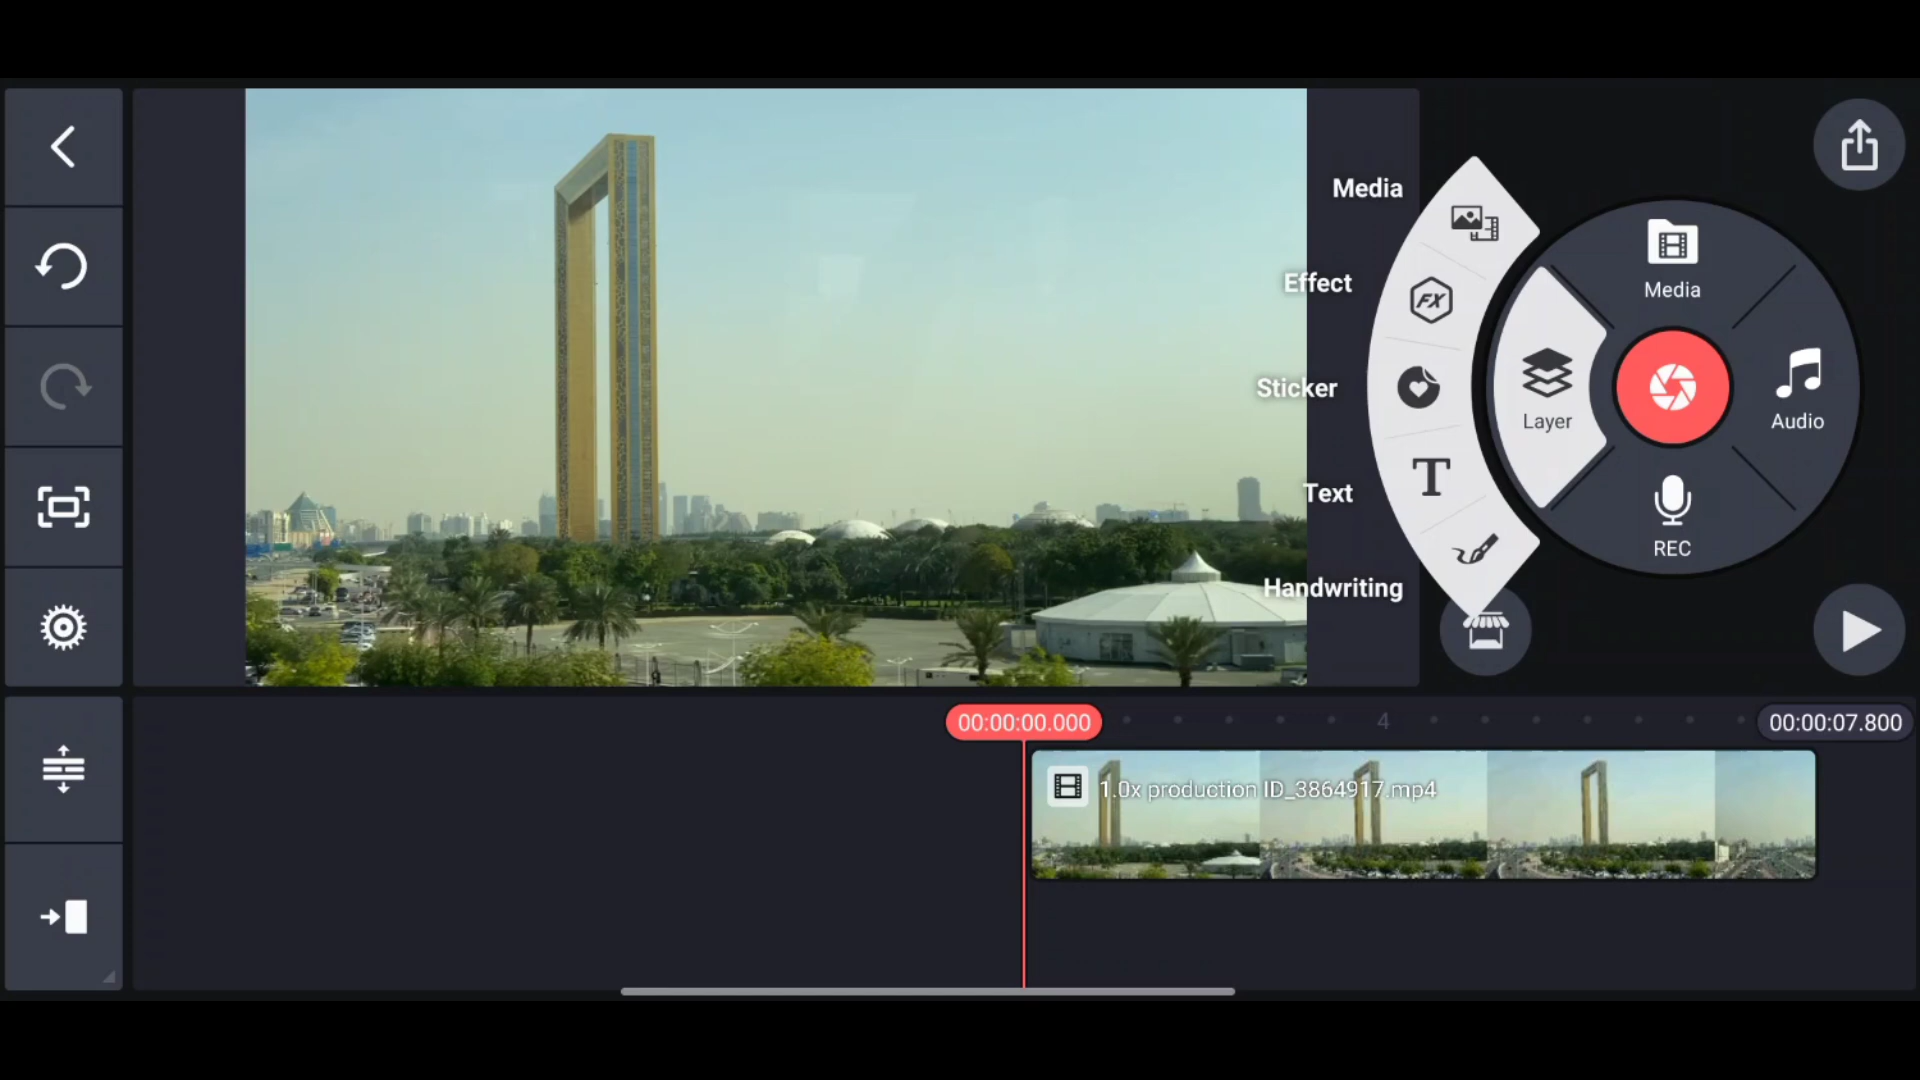 Media
Effect
Sticker
Text
Handwriting
FX
T
Media
Layer
Audio
REC
00:00:00.000
4
00:00:07.800
1.0x production ID_3864917.mp4